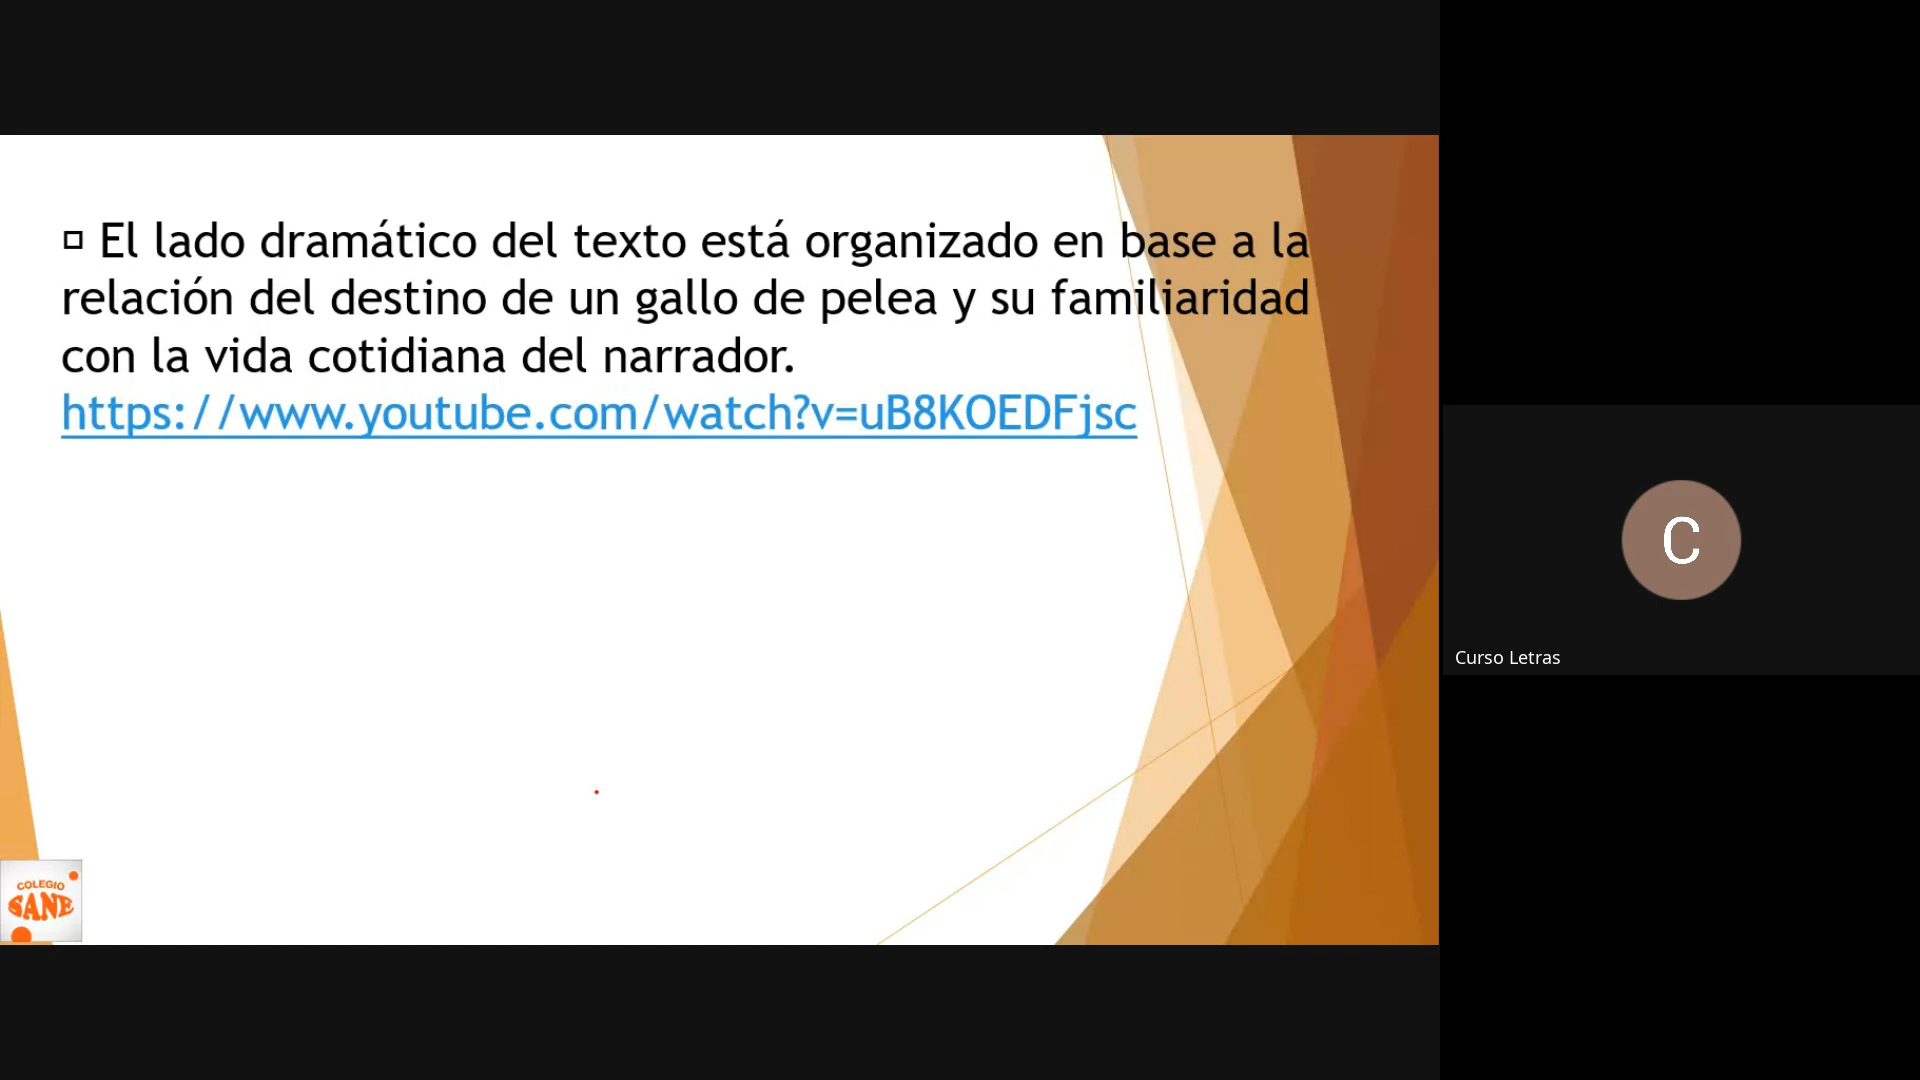 El lado dramático del texto está organizado en base a la
relación del destino de un gallo de pelea y su familiaridad
con la vida cotidiana del narrador.
https://www.youtube.com/watch?v=uB8KOEDFjsc
C
Curso Letras
COLEGIO
SANE